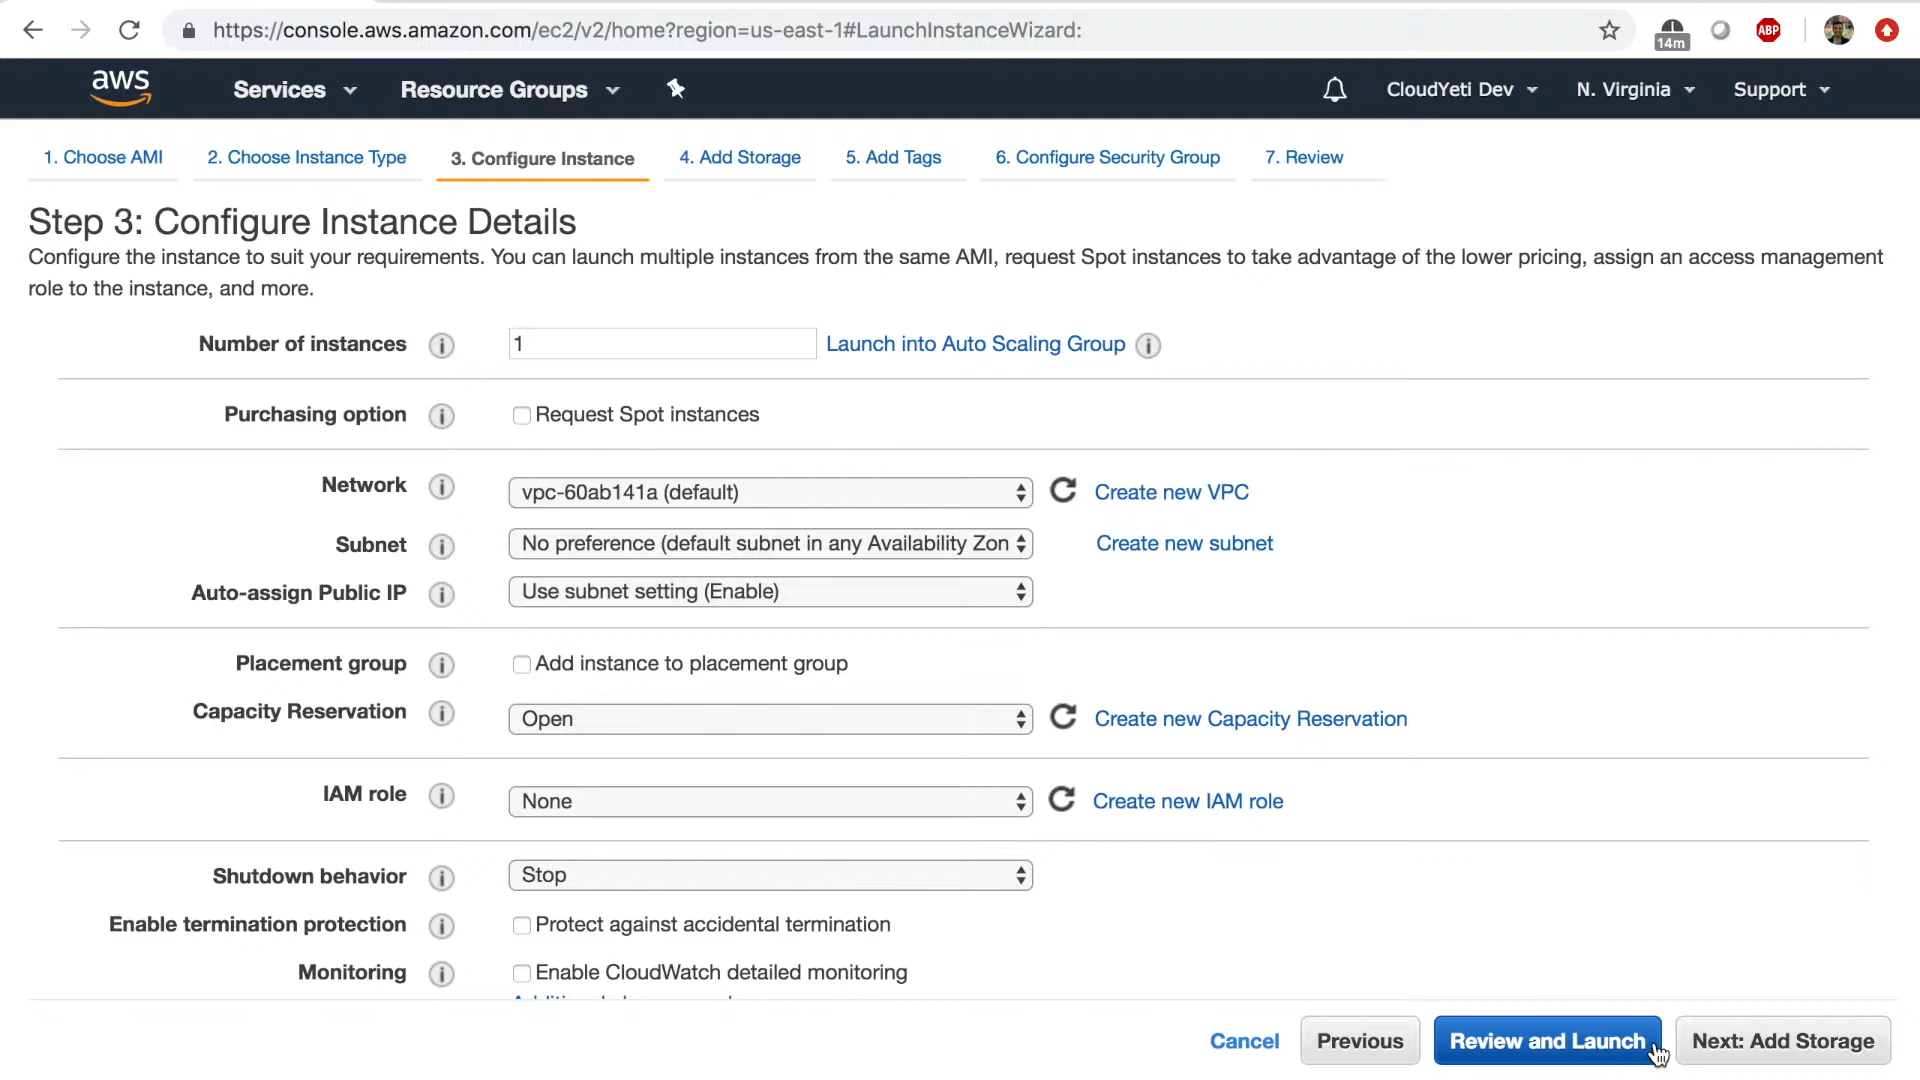 https://console.aws.amazon.com/ec2/v2/home?region=us-east-1#LaunchInstanceWizard:
14m
ABP
aws
Services
Resource Groups
CloudYeti Dev
N. Virginia
Support
1. Choose AMI
2. Choose Instance Type
3. Configure Instance
4. Add Storage
5. Add Tags
6. Configure Security Group
7. Review
Step 3: Configure Instance Details
Configure the instance to suit your requirements. You can launch multiple instances from the same AMI, request Spot instances to take advantage of the lower pricing, assign an access management
role to the instance, and more.
Number of instances i 1 Launch into Auto Scaling Group i
Purchasing option i Request Spot instances
Network i vpc-60ab141a (default) Create new VPC
Subnet i No preference (default subnet in any Availability Zon Create new subnet
Auto-assign Public IP i Use subnet setting (Enable)
Placement group i Add instance to placement group
Capacity Reservation i Open Create new Capacity Reservation
IAM role i None Create new IAM role
Shutdown behavior i Stop
Enable termination protection i Protect against accidental termination
Monitoring i Enable CloudWatch detailed monitoring
Cancel
Previous
Review and Launch
Next: Add Storage